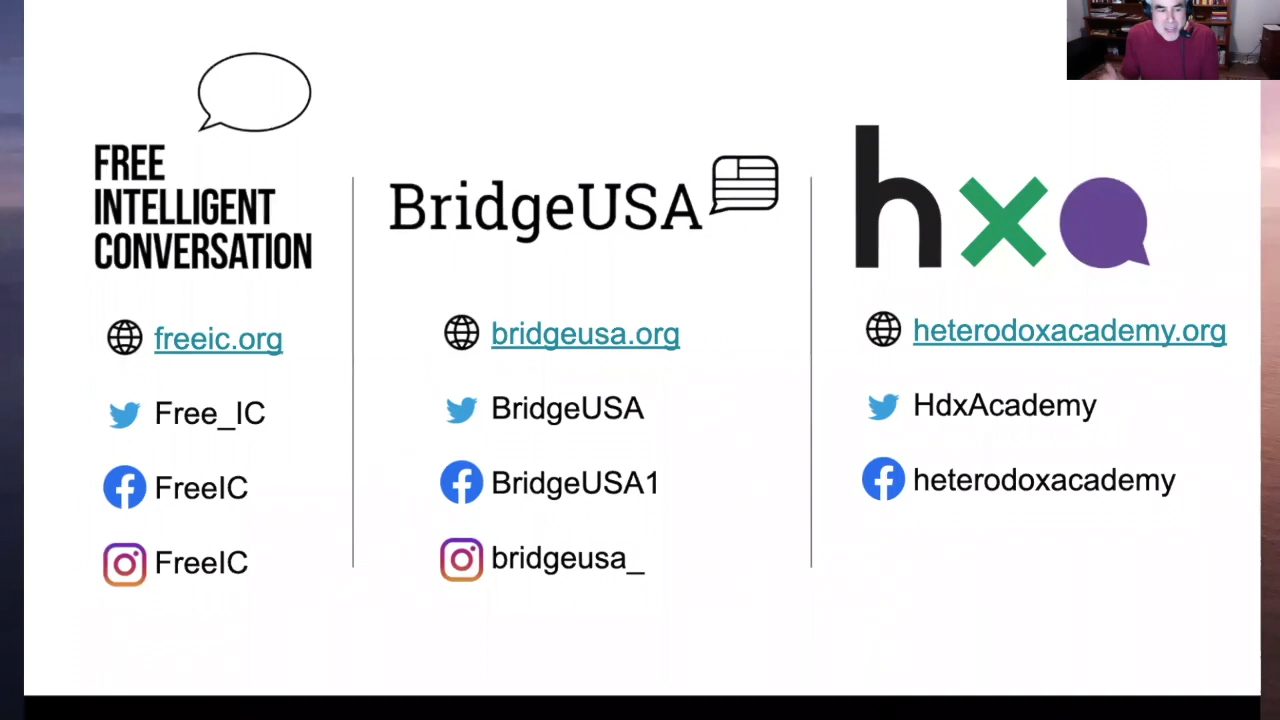 FREE
INTELLIGENT
CONVERSATION
freeic.org
Free_IC
FreeIC
FreeIC
BridgeUSA
bridgeusa.org
BridgeUSA
BridgeUSA1
bridgeusa_
hxa
heterodoxacademy.org
HdxAcademy
heterodoxacademy